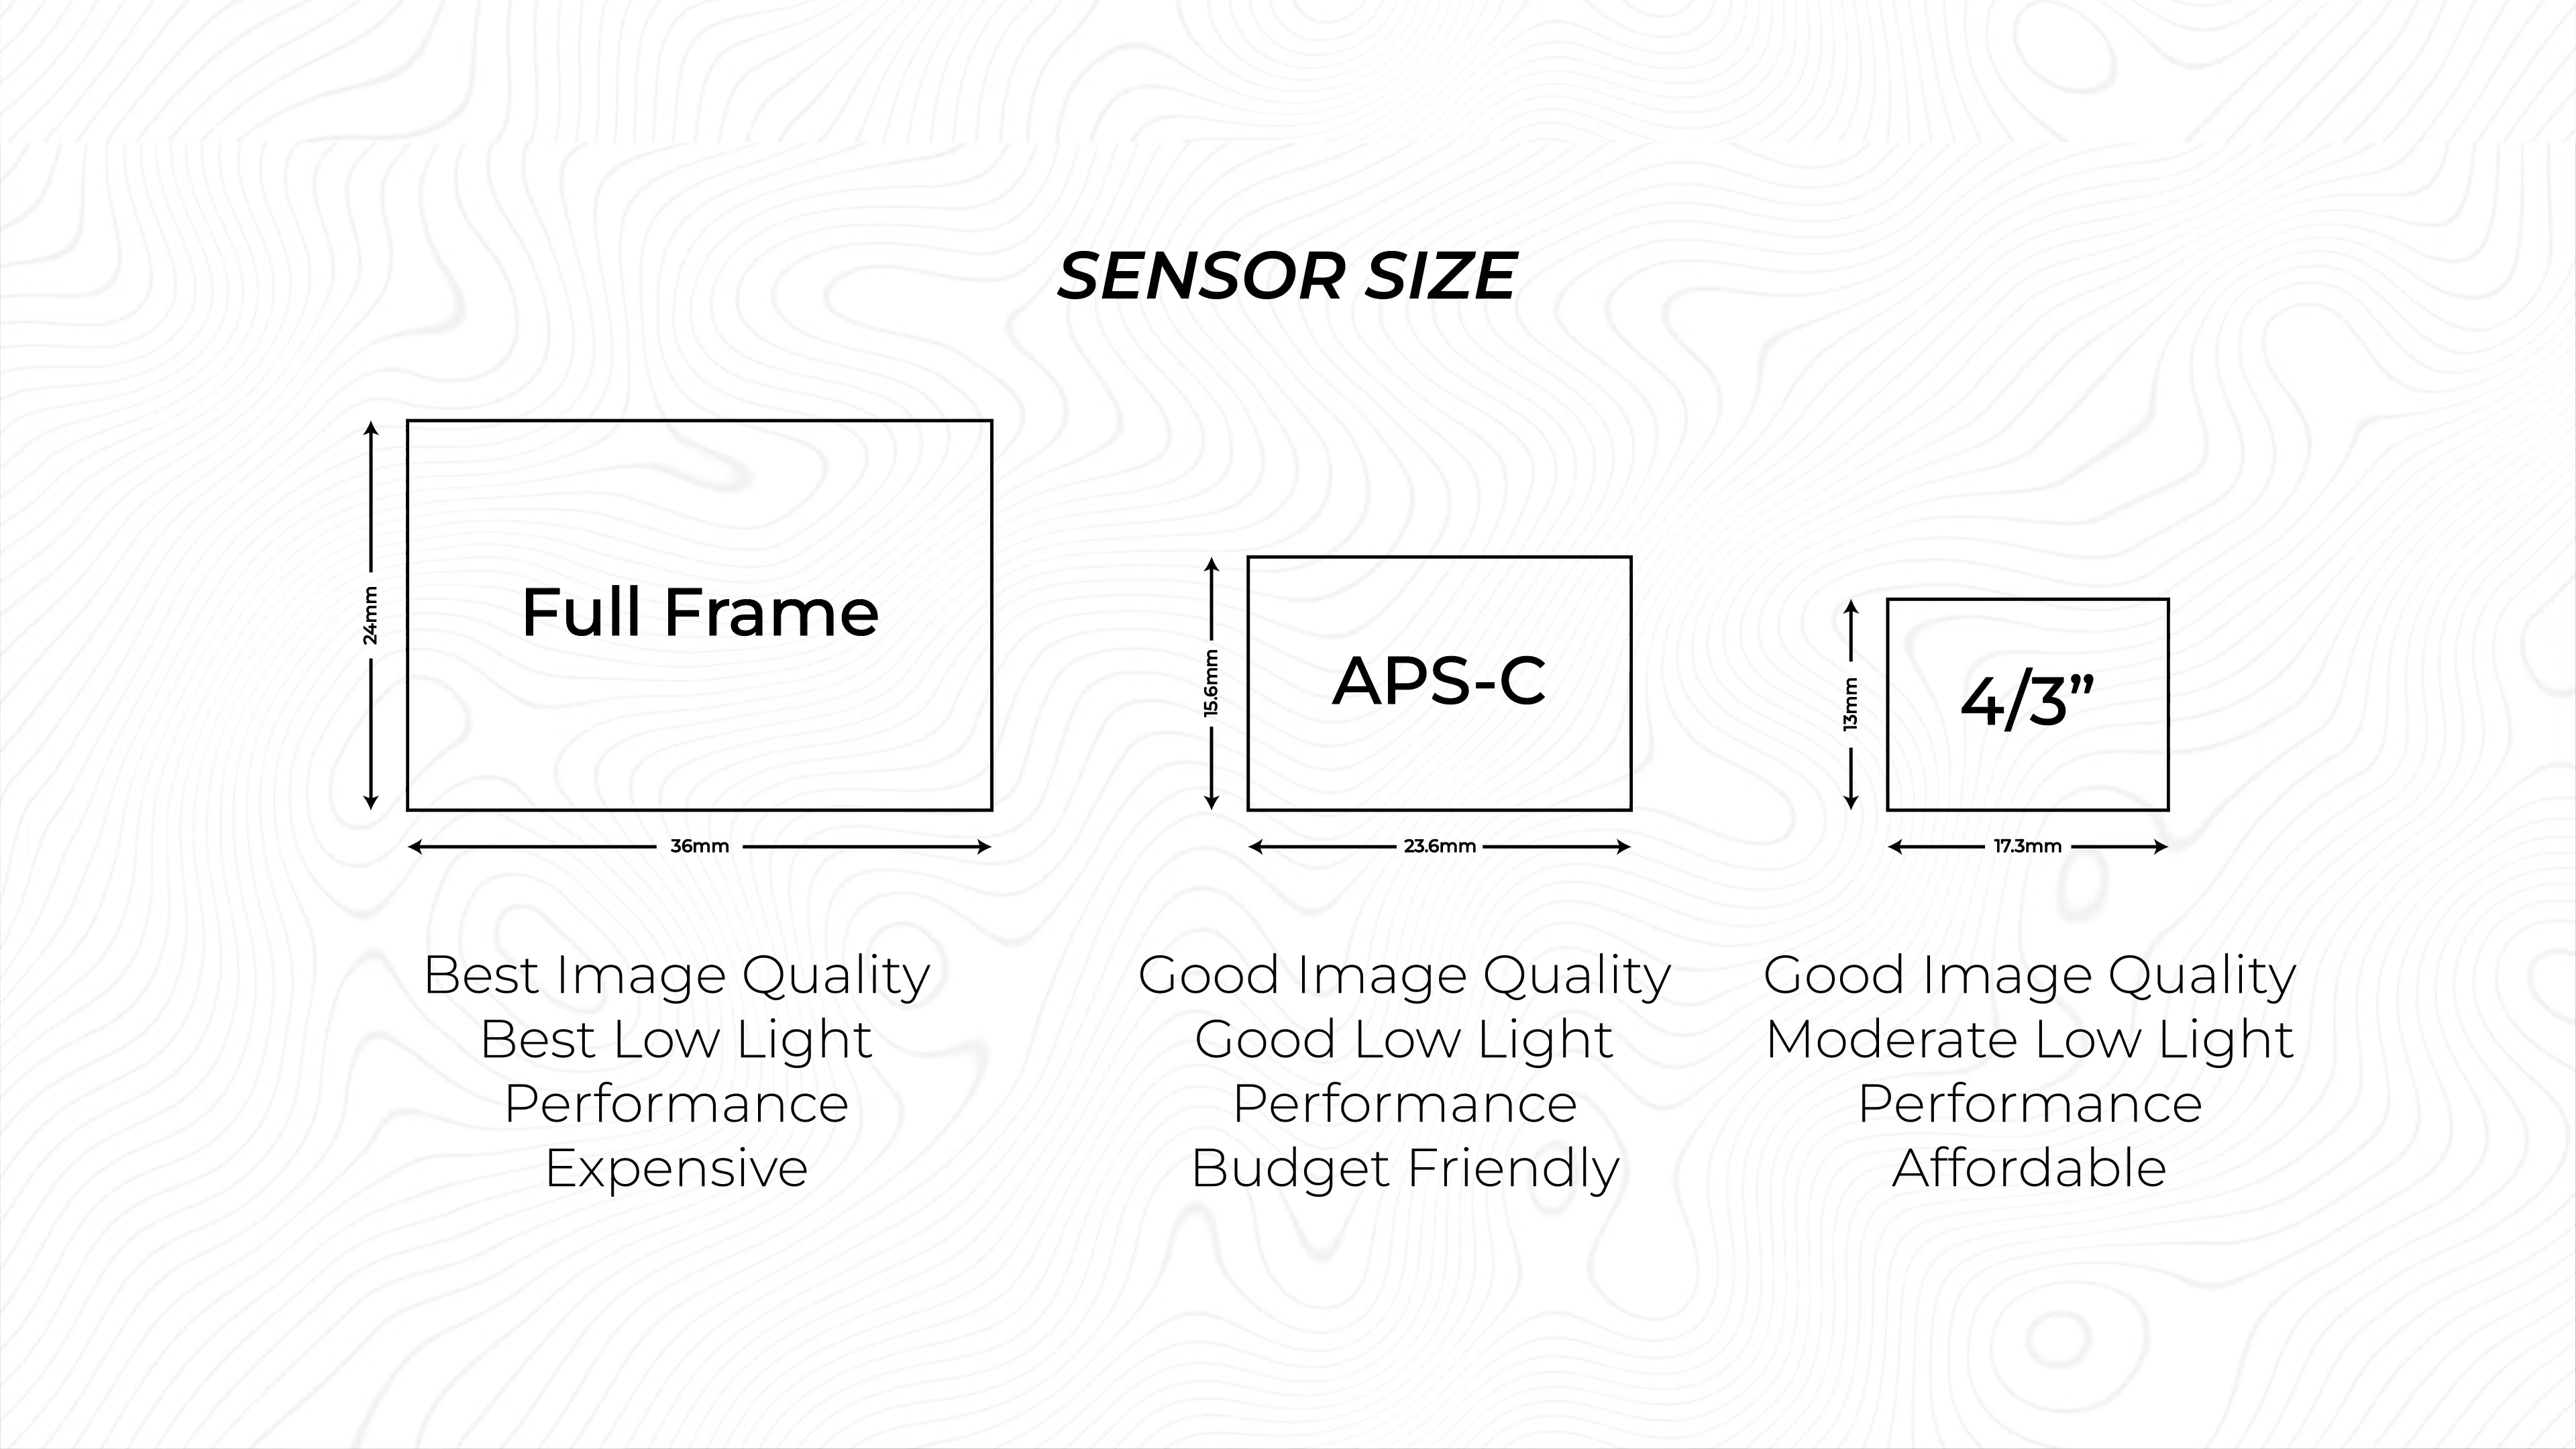 SENSOR SIZE
24mm
Full Frame
36mm
15.6mm
APS-C
23.6mm
13mm
4/3”
17.3mm
Best Image Quality
Best Low Light
Performance
Expensive
Good Image Quality
Good Low Light
Performance
Budget Friendly
Good Image Quality
Moderate Low Light
Performance
Affordable